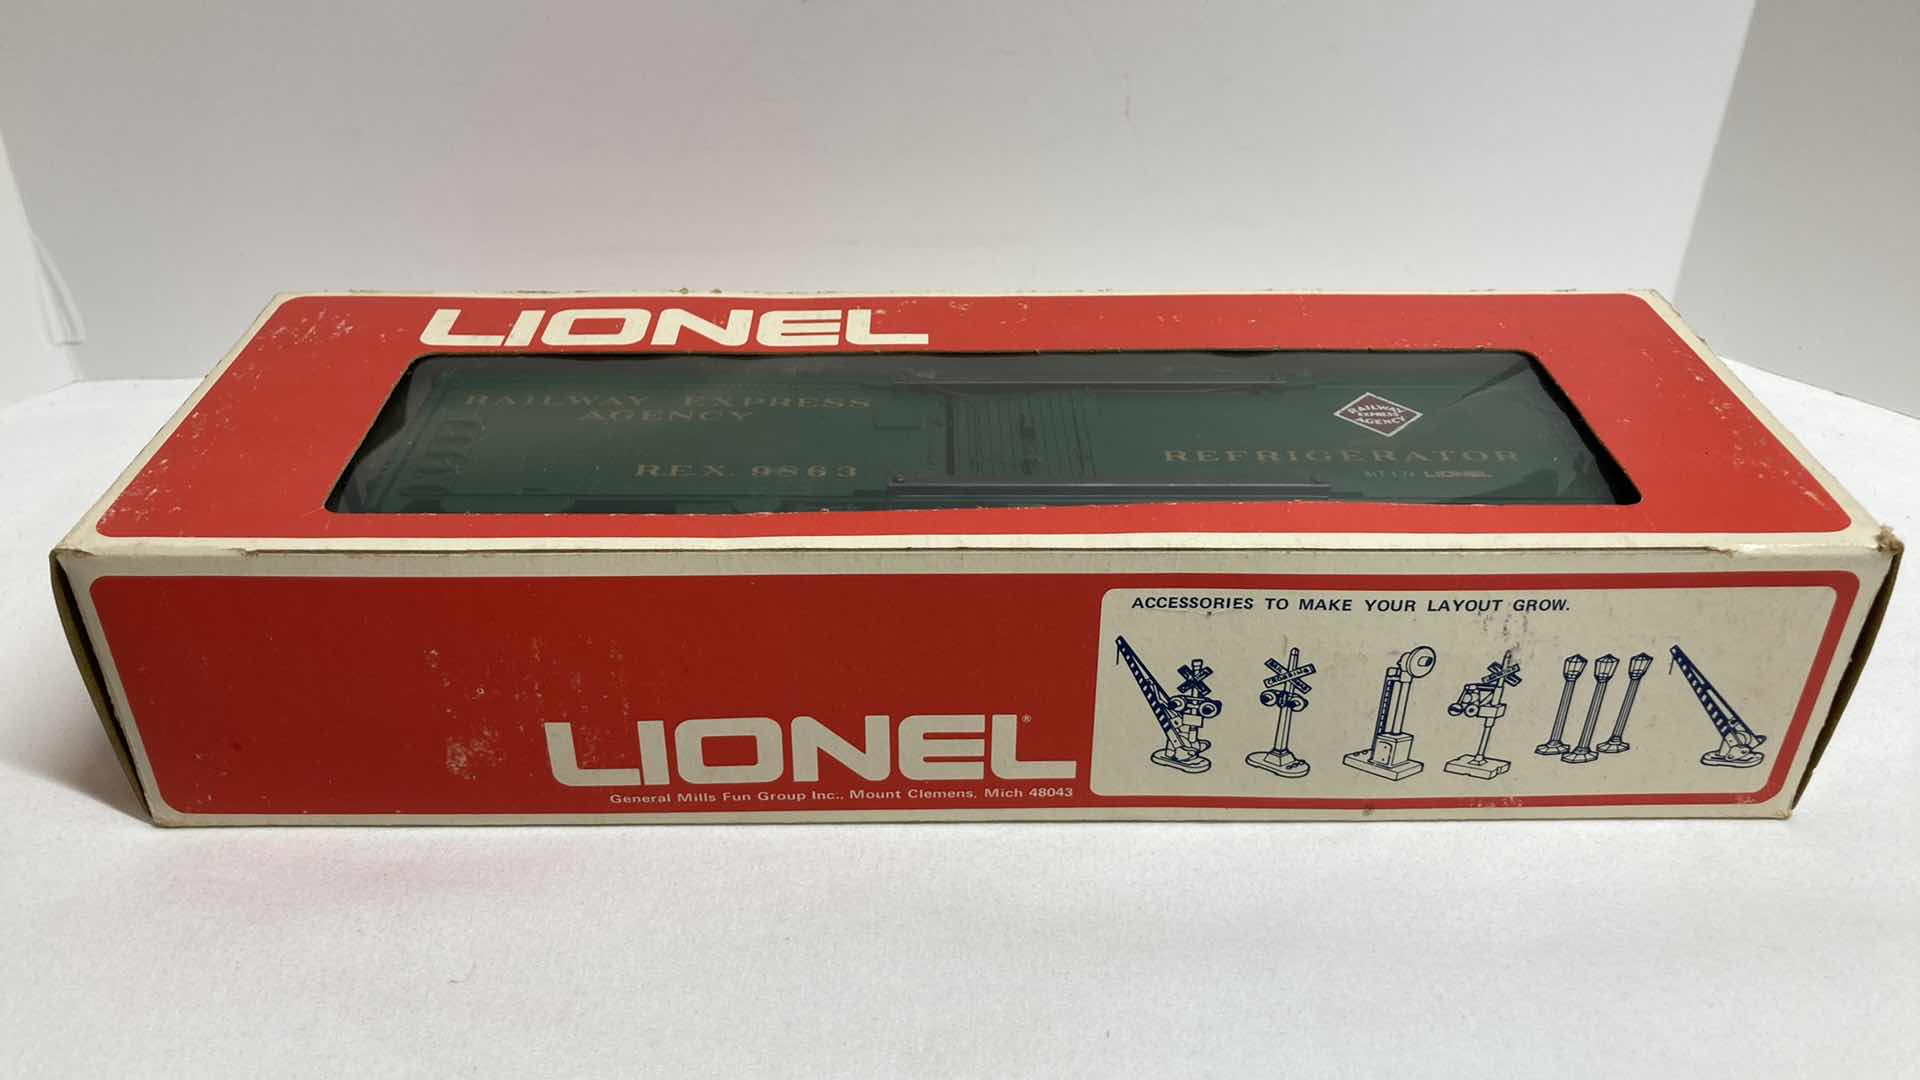 LIONEL
RAILWAY EXPRESS
AGENCY
R.E.X. 9863
RAILWAY
EXPRESS
AGENCY
REFRIGERATOR
LIONEL
ACCESSORIES TO MAKE YOUR LAYOUT GROW.
LIONEL®
General Mills Fun Group Inc., Mount Clemens, Mich 48043